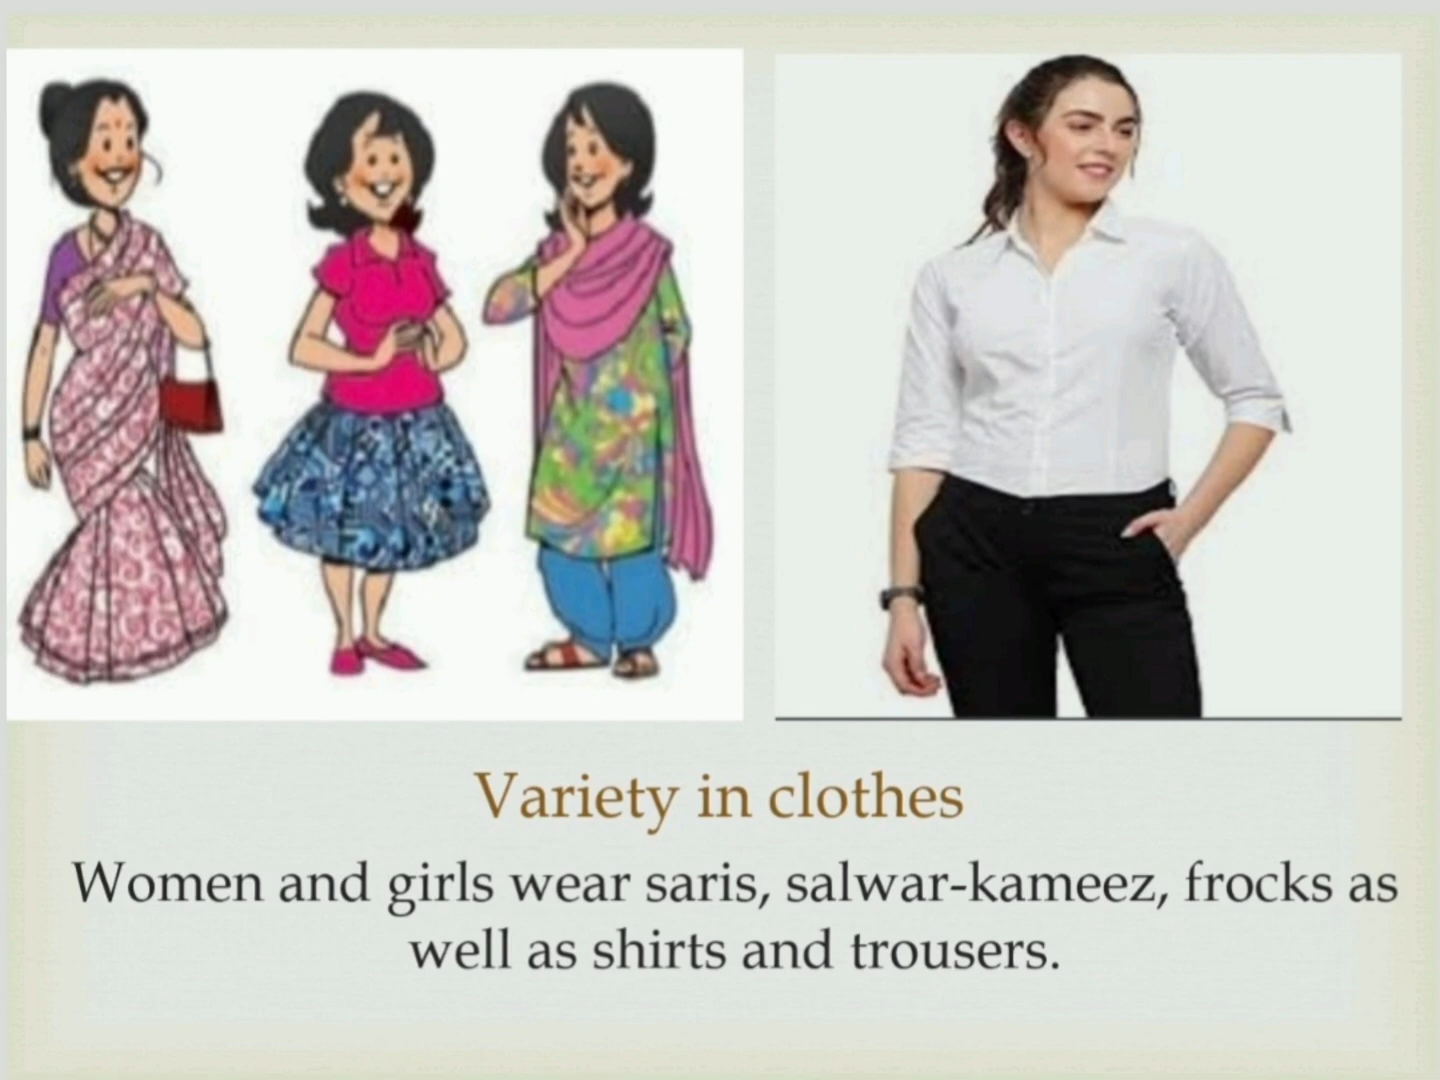 Variety in clothes
Women and girls wear saris, salwar-kameez, frocks as
well as shirts and trousers.